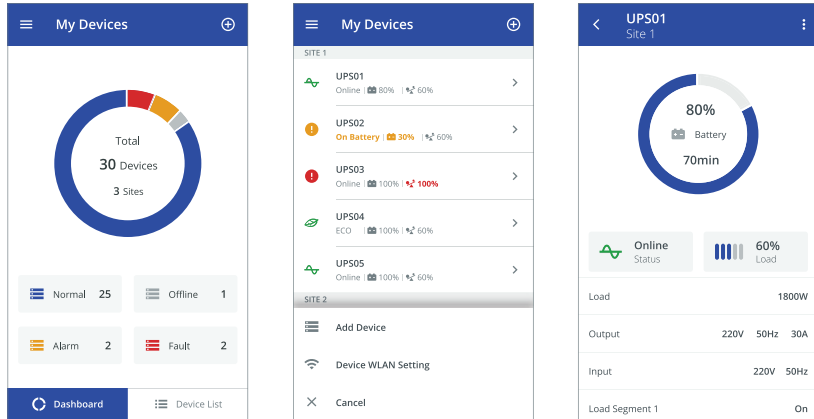 My Devices
Total
30 Devices
3 Sites
Normal 25
Offline 1
Alarm 2
Fault 2
Dashboard
Device List
My Devices
SITE 1
UPS01
Online | 80% | 60%
UPS02
On Battery | 30% | 60%
UPS03
Online | 100% | 100%
UPS04
ECO | 100% | 60%
UPS05
Online | 100% | 60%
SITE 2
Add Device
Device WLAN Setting
Cancel
UPS01
Site 1
80%
Battery
70min
Online
Status
60%
Load
Load 1800W
Output 220V 50Hz 30A
Input 220V 50Hz
Load Segment 1 On